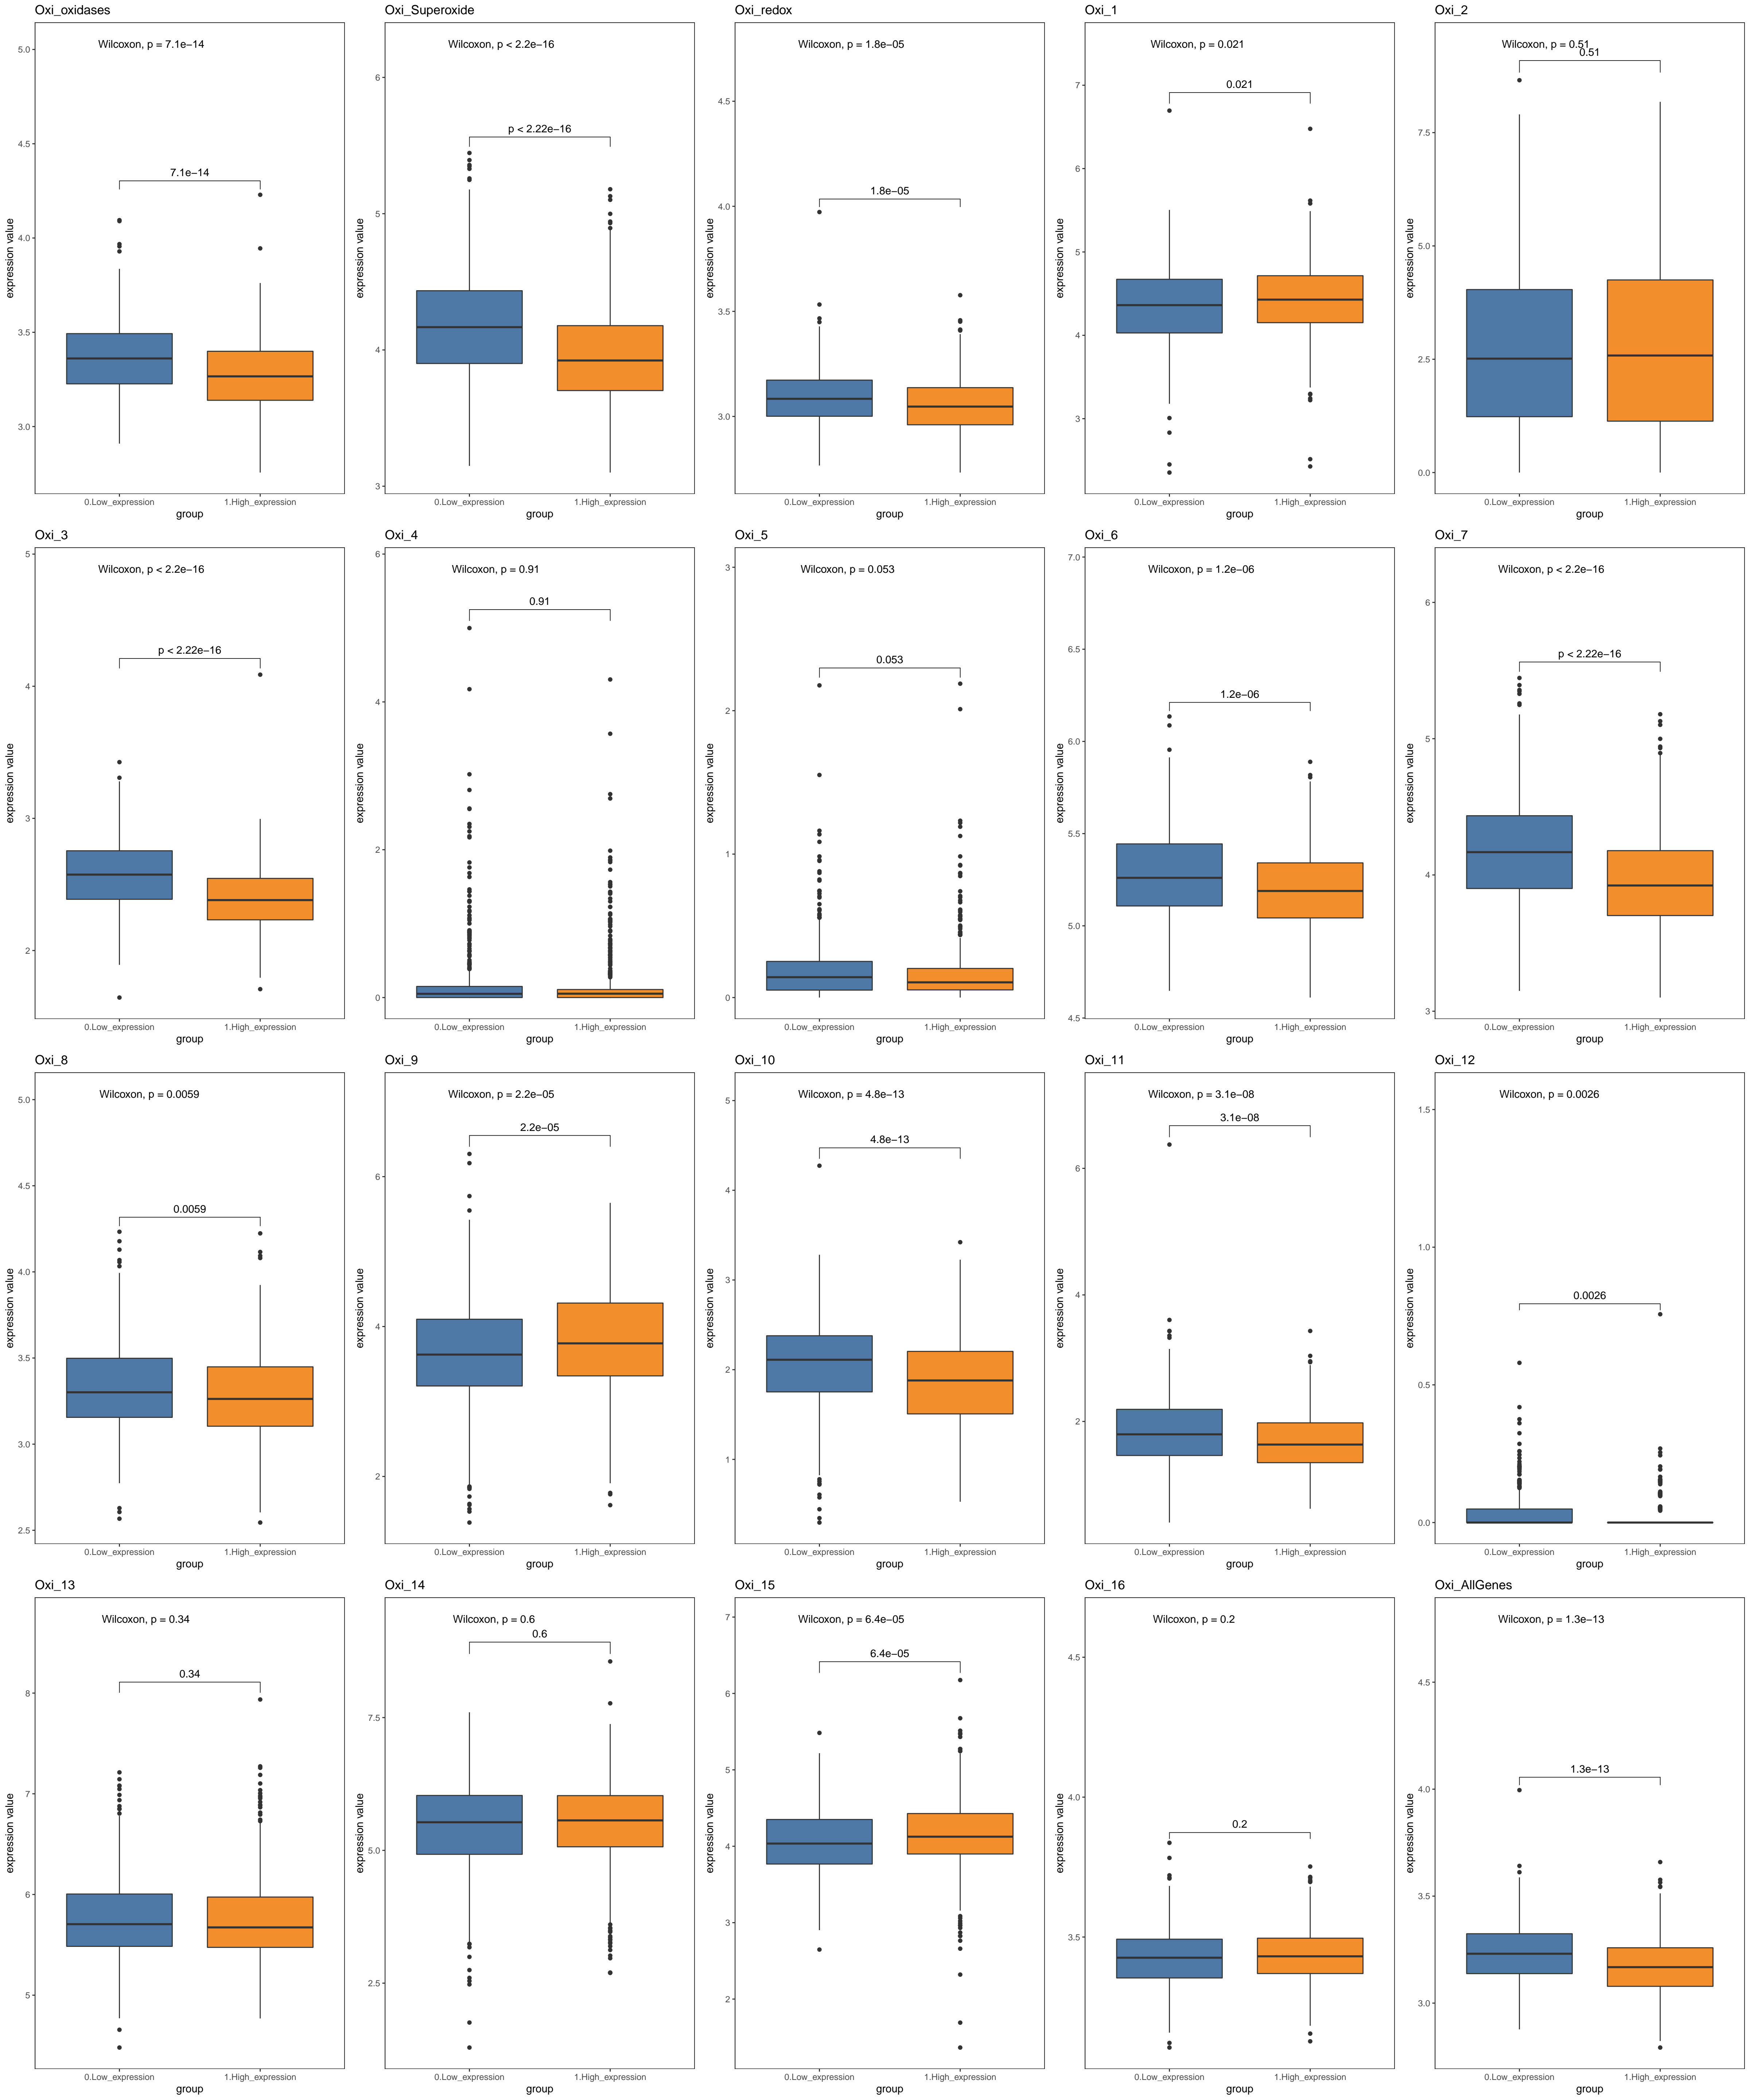 Oxi_oxidases
Wilcoxon, p = 7.1e−14
7.1e−14
5.0
4.5
4.0
3.5
3.0
expression value
0.Low_expression 1.High_expression
group
Oxi_Superoxide
Wilcoxon, p < 2.2e−16
p < 2.22e−16
6
5
4
3
expression value
0.Low_expression 1.High_expression
group
Oxi_redox
Wilcoxon, p = 1.8e−05
1.8e−05
4.5
4.0
3.5
3.0
expression value
0.Low_expression 1.High_expression
group
Oxi_1
Wilcoxon, p = 0.021
0.021
7
6
5
4
3
expression value
0.Low_expression 1.High_expression
group
Oxi_2
Wilcoxon, p = 0.51
0.51
7.5
5.0
2.5
0.0
expression value
0.Low_expression 1.High_expression
group
Oxi_3
Wilcoxon, p < 2.2e−16
p < 2.22e−16
5
4
3
2
expression value
0.Low_expression 1.High_expression
group
Oxi_4
Wilcoxon, p = 0.91
0.91
6
4
2
0
expression value
0.Low_expression 1.High_expression
group
Oxi_5
Wilcoxon, p = 0.053
0.053
3
2
1
0
expression value
0.Low_expression 1.High_expression
group
Oxi_6
Wilcoxon, p = 1.2e−06
1.2e−06
7.0
6.5
6.0
5.5
5.0
4.5
expression value
0.Low_expression 1.High_expression
group
Oxi_7
Wilcoxon, p < 2.2e−16
p < 2.22e−16
6
5
4
3
expression value
0.Low_expression 1.High_expression
group
Oxi_8
Wilcoxon, p = 0.0059
0.0059
5.0
4.5
4.0
3.5
3.0
2.5
expression value
0.Low_expression 1.High_expression
group
Oxi_9
Wilcoxon, p = 2.2e−05
2.2e−05
6
4
2
expression value
0.Low_expression 1.High_expression
group
Oxi_10
Wilcoxon, p = 4.8e−13
4.8e−13
5
4
3
2
1
expression value
0.Low_expression 1.High_expression
group
Oxi_11
Wilcoxon, p = 3.1e−08
3.1e−08
6
4
2
expression value
0.Low_expression 1.High_expression
group
Oxi_12
Wilcoxon, p = 0.0026
0.0026
1.5
1.0
0.5
0.0
expression value
0.Low_expression 1.High_expression
group
Oxi_13
Wilcoxon, p = 0.34
0.34
8
7
6
5
expression value
0.Low_expression 1.High_expression
group
Oxi_14
Wilcoxon, p = 0.6
0.6
7.5
5.0
2.5
expression value
0.Low_expression 1.High_expression
group
Oxi_15
Wilcoxon, p = 6.4e−05
6.4e−05
7
6
5
4
3
2
expression value
0.Low_expression 1.High_expression
group
Oxi_16
Wilcoxon, p = 0.2
0.2
4.5
4.0
3.5
expression value
0.Low_expression 1.High_expression
group
Oxi_AllGenes
Wilcoxon, p = 1.3e−13
1.3e−13
4.5
4.0
3.5
3.0
expression value
0.Low_expression 1.High_expression
group